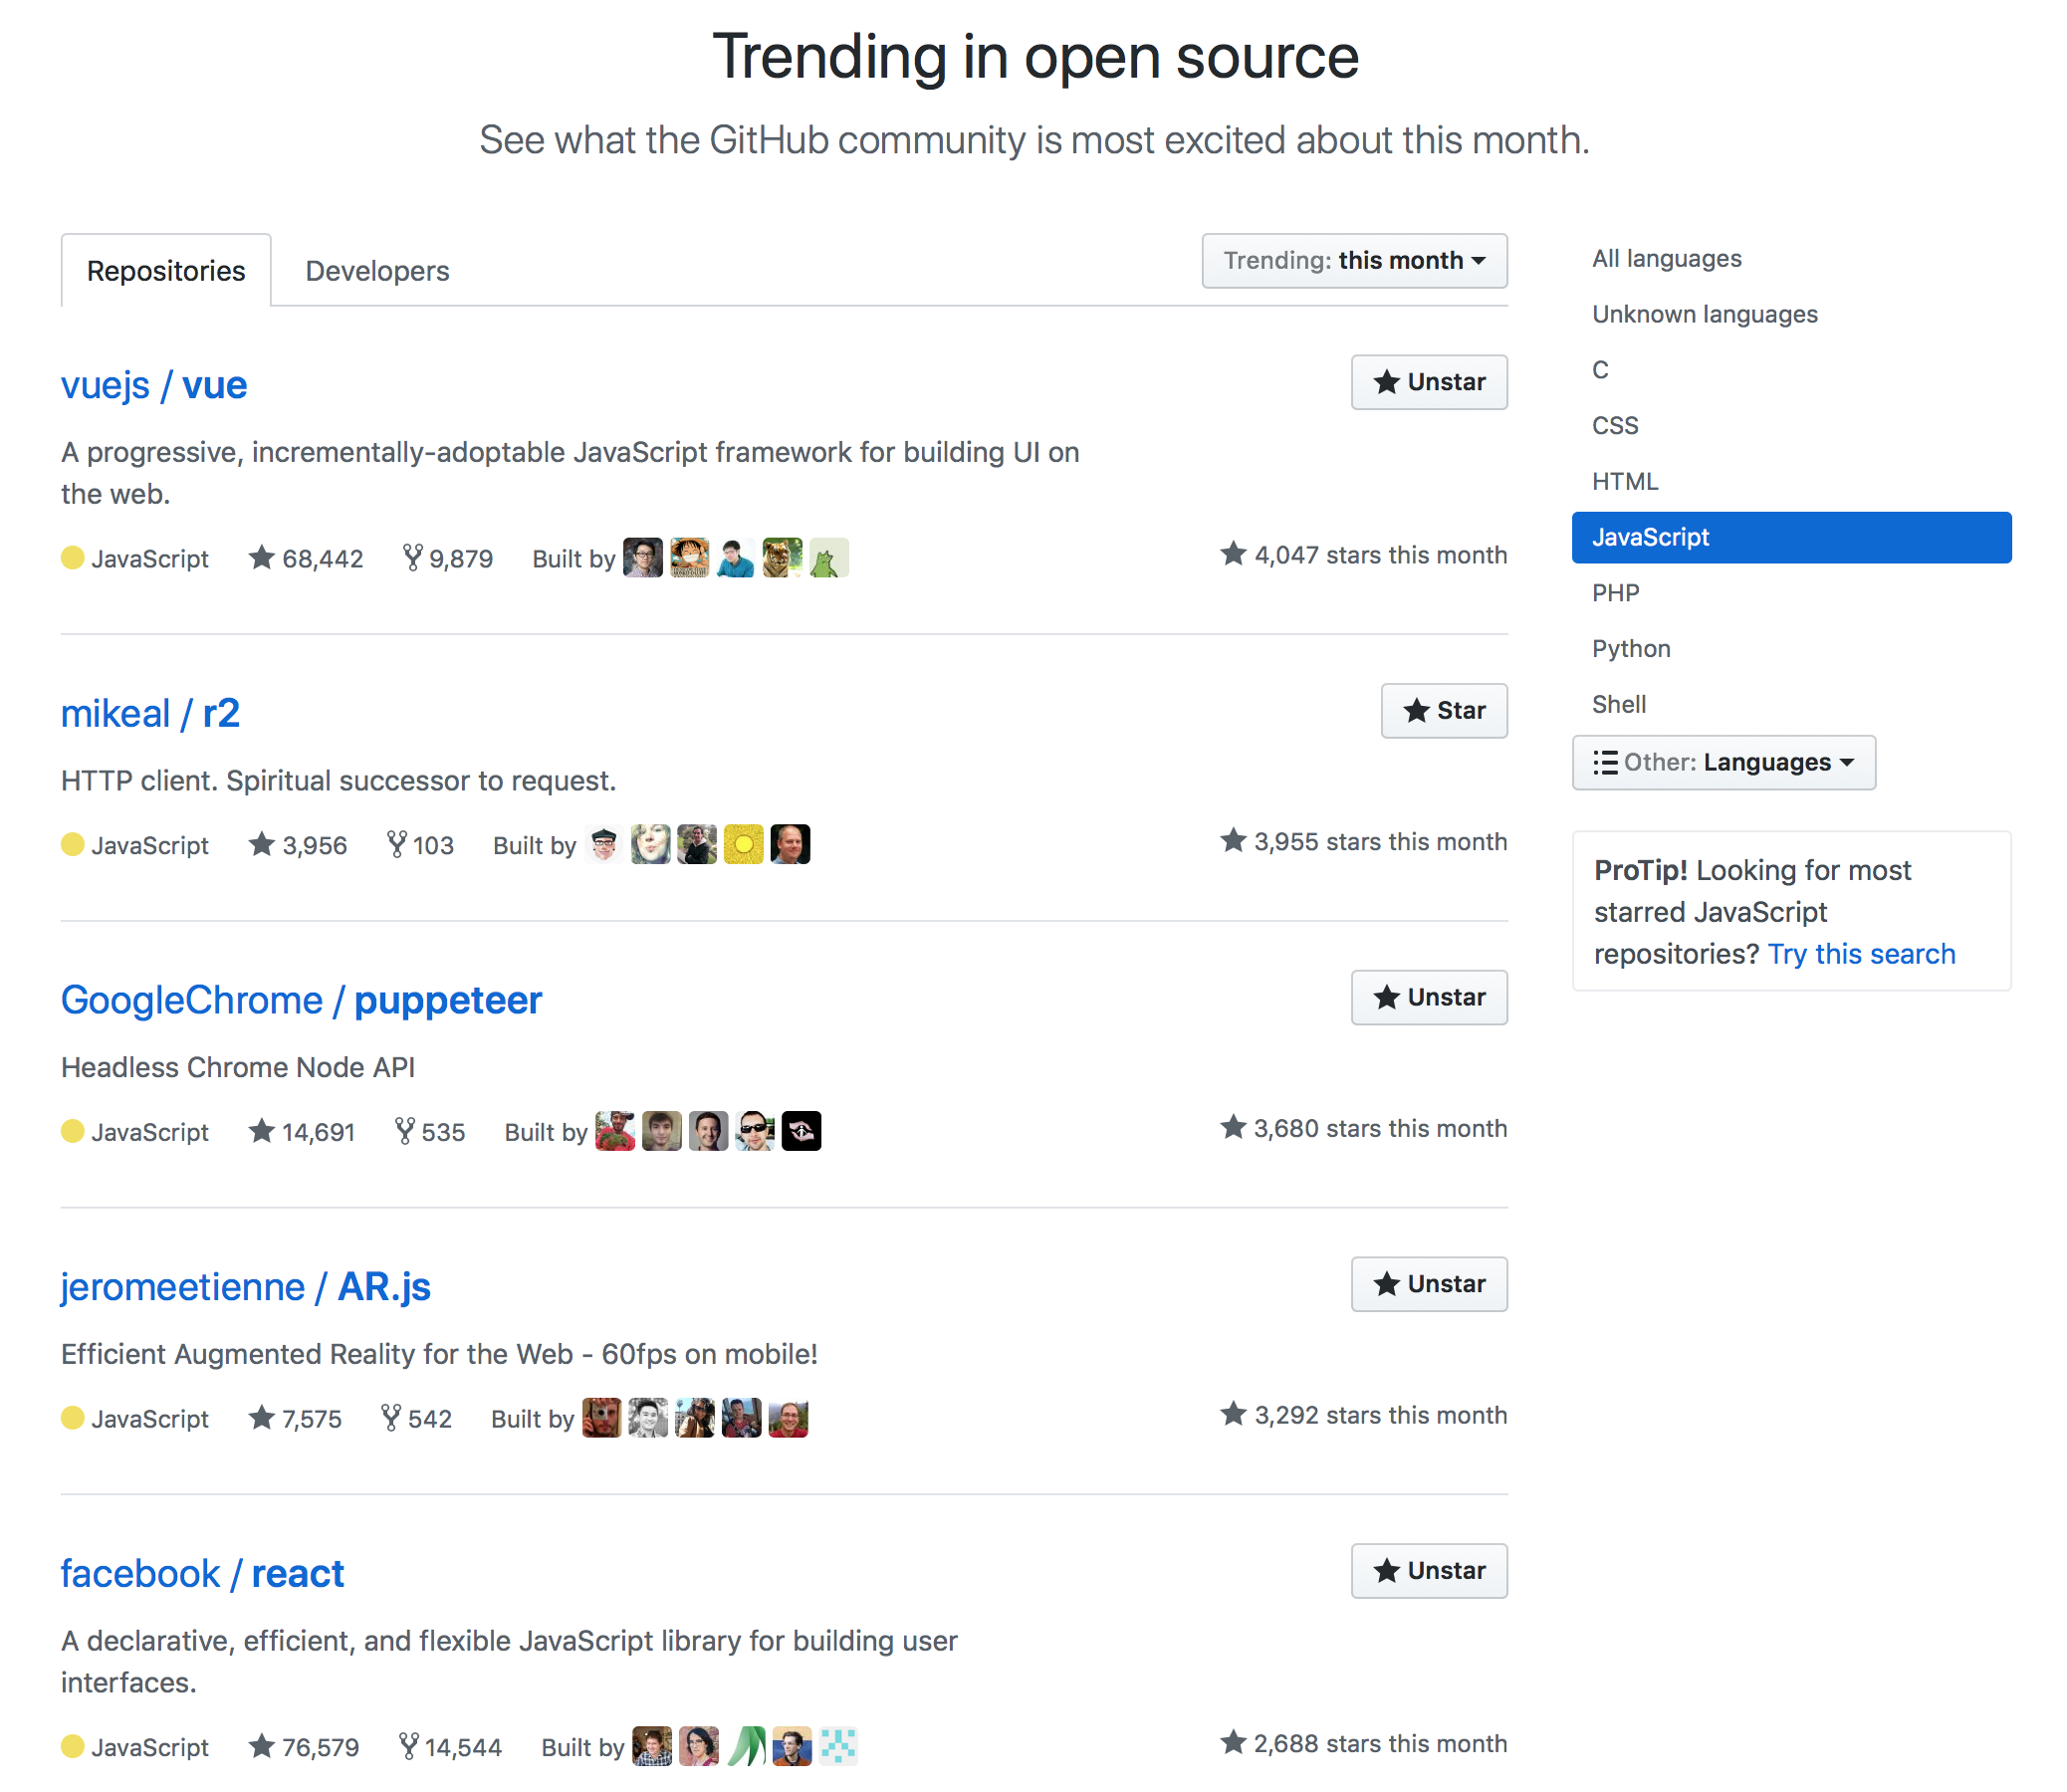 Trending in open source
See what the GitHub community is most excited about this month.
Repositories
Developers
Trending: this month
vuejs / vue
Unstar
A progressive, incrementally-adoptable JavaScript framework for building UI on
the web.
JavaScript 68,442 9,879 Built by
4,047 stars this month
mikeal / r2
Star
HTTP client. Spiritual successor to request.
JavaScript 3,956 103 Built by
3,955 stars this month
GoogleChrome / puppeteer
Unstar
Headless Chrome Node API
JavaScript 14,691 535 Built by
3,680 stars this month
jeromeetienne / AR.js
Unstar
Efficient Augmented Reality for the Web - 60fps on mobile!
JavaScript 7,575 542 Built by
3,292 stars this month
facebook / react
Unstar
A declarative, efficient, and flexible JavaScript library for building user
interfaces.
JavaScript 76,579 14,544 Built by
2,688 stars this month
All languages
Unknown languages
C
CSS
HTML
JavaScript
PHP
Python
Shell
Other: Languages
ProTip! Looking for most
starred JavaScript
repositories? Try this search